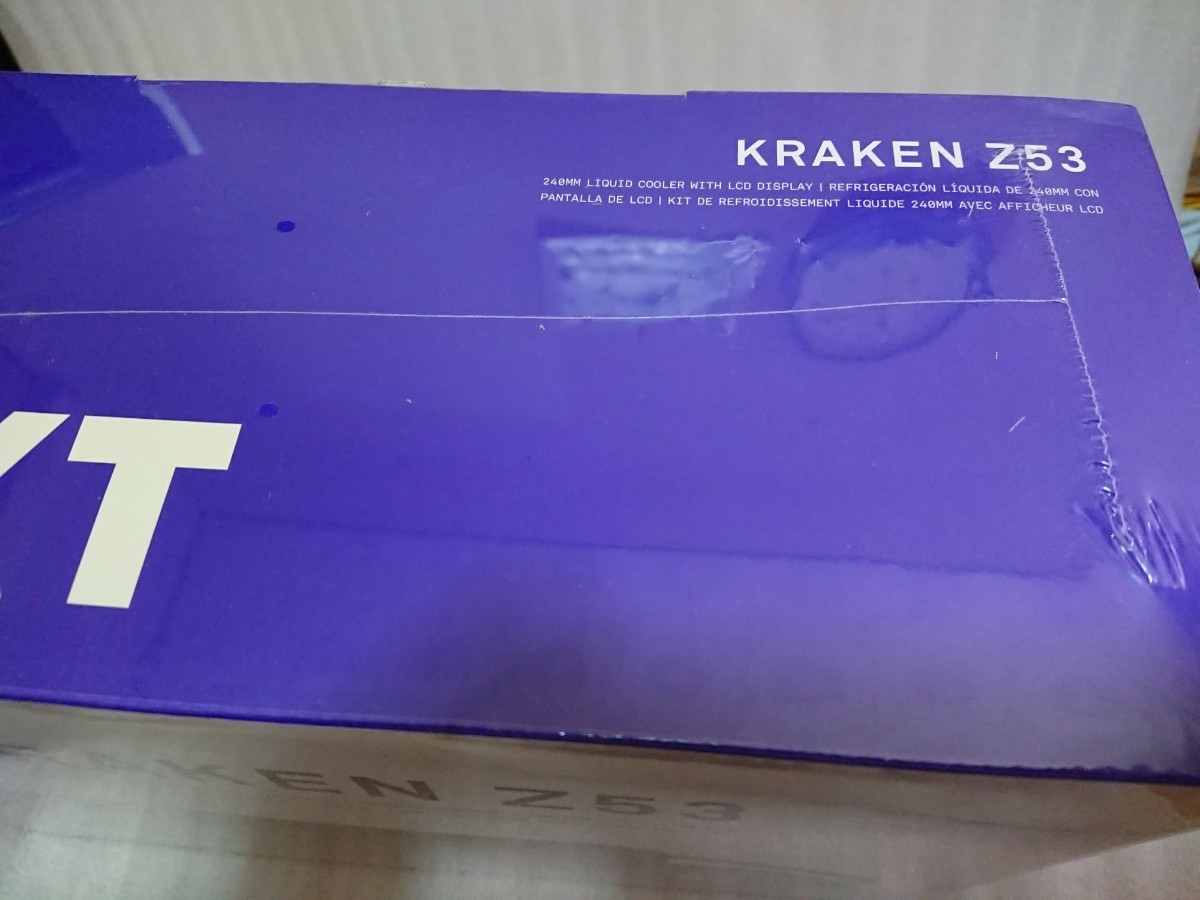 KRAKEN Z53
240MM LIQUID COOLER WITH LCD DISPLAY | REFRIGERACIÓN LÍQUIDA DE 240MM CON
PANTALLA DE LCD | KIT DE REFROIDISSEMENT LIQUIDE 240MM AVEC AFFICHEUR LCD
T
KRAKEN Z53